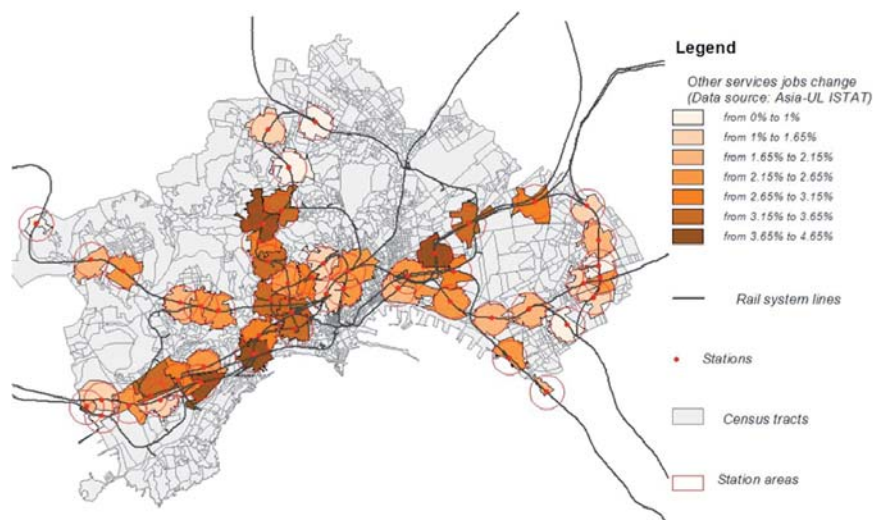 Legend
Other services jobs change
(Data source: Asia-UL ISTAT)
from 0% to 1%
from 1% to 1.65%
from 1.65% to 2.15%
from 2.15% to 2.65%
from 2.65% to 3.15%
from 3.15% to 3.65%
from 3.65% to 4.65%
Rail system lines
Stations
Census tracts
Station areas